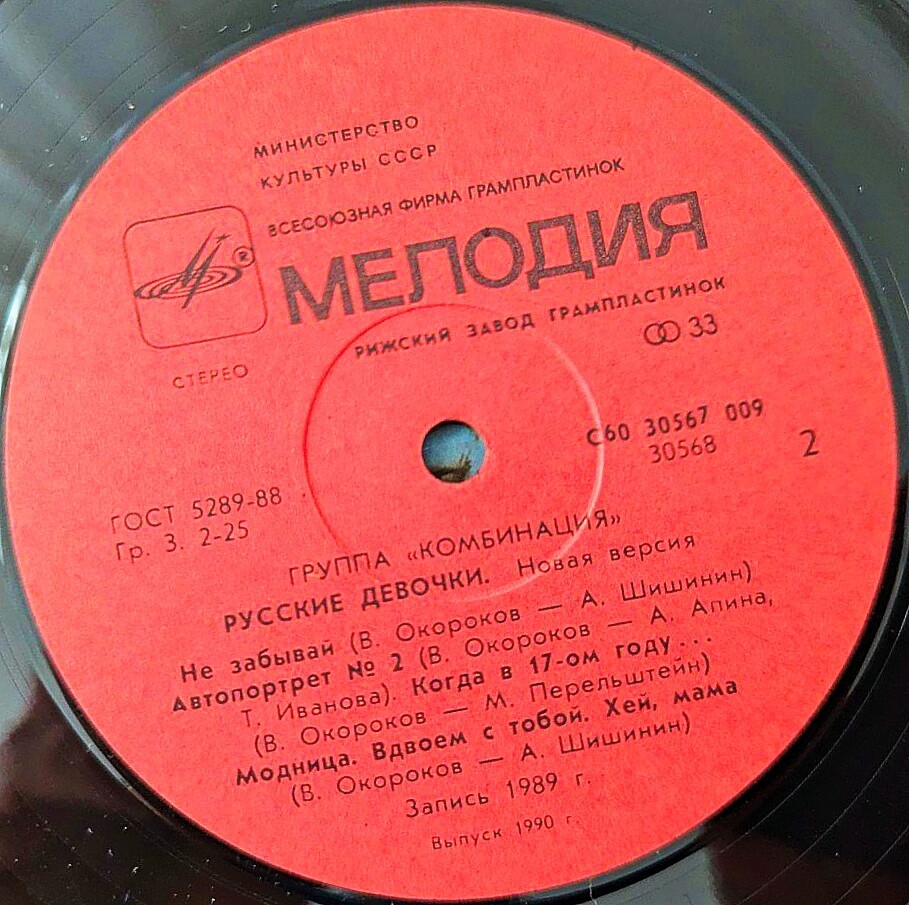 МИНИСТЕРСТВО
КУЛЬТУРЫ СССР
ВСЕСОЮЗНАЯ ФИРМА ГРАМПЛАСТИНОК
®
МЕЛОДИЯ
РИЖСКИЙ ЗАВОД ГРАМПЛАСТИНОК
СТЕРЕО
33
С60 30567 009
30568
2
ГОСТ 5289-88
Гр. 3. 2-25
ГРУППА «КОМБИНАЦИЯ»
РУССКИЕ ДЕВОЧКИ. Новая версия
Не забывай (В. Окороков — А. Шишинин)
Автопортрет № 2 (В. Окороков — А. Апина,
Т. Иванова). Когда в 17-ом году...
(В. Окороков — М. Перельштейн)
Модница. Вдвоем с тобой. Хей, мама
(В. Окороков — А. Шишинин)
Запись 1989 г.
Выпуск 1990 г.